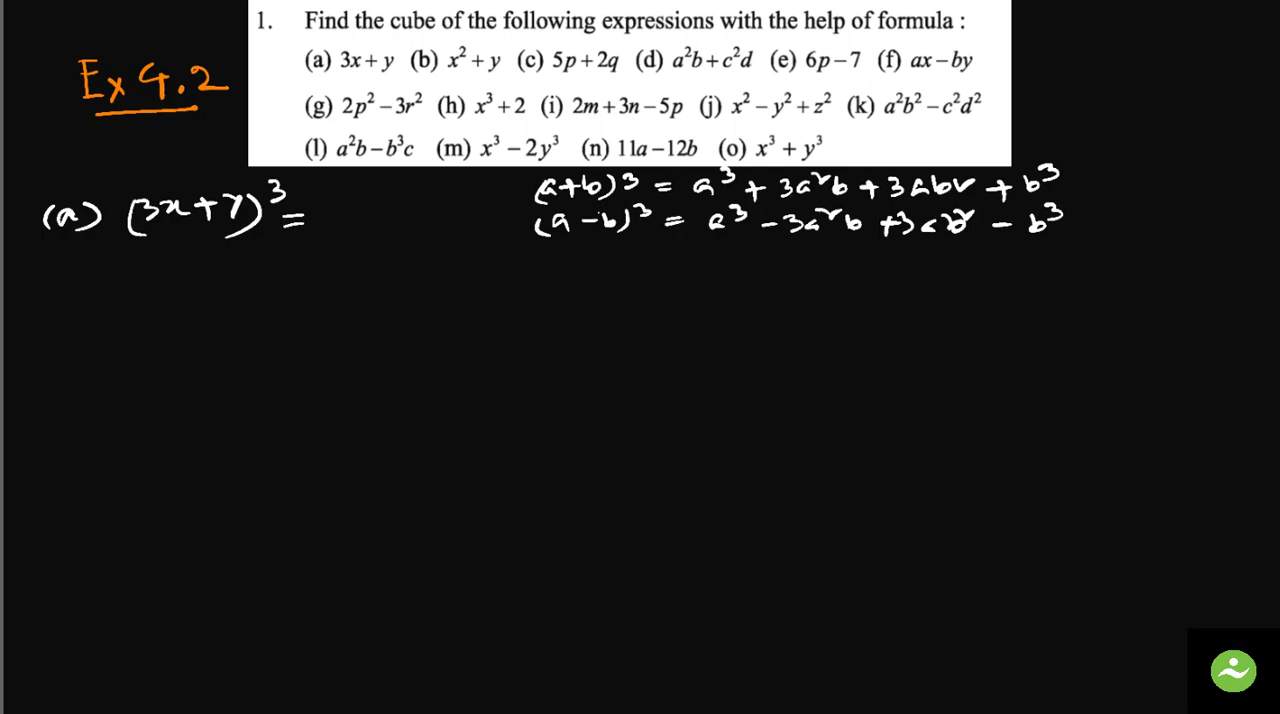 1. Find the cube of the following expressions with the help of formula :
(a) 3x + y (b) x² + y (c) 5p + 2q (d) a²b + c²d (e) 6p – 7 (f) ax – by
(g) 2p² – 3r² (h) x³ + 2 (i) 2m + 3n – 5p (j) x² – y² + z² (k) a²b² – c²d²
(l) a²b – b³c (m) x³ – 2y³ (n) 11a – 12b (o) x³ + y³
Ex 4.2
(a+b)³ = a³ + 3a²b + 3ab² + b³
(a) (3x+y)³ =
(a-b)³ = a³ - 3a²b + 3ab² - b³